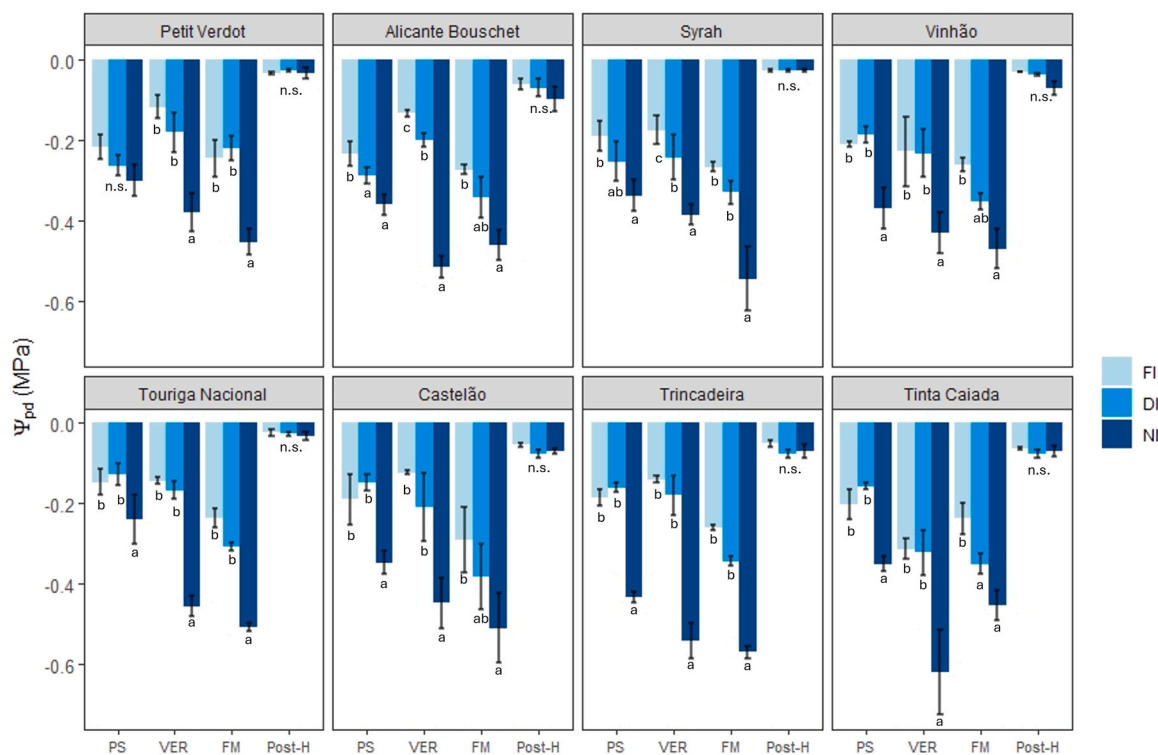 Petit Verdot Alicante Bouschet Syrah Vinhão
0.0
-0.2
-0.4
-0.6
n.s. b b a b b a n.s.
b a a c b a b ab a n.s.
b ab a c b a b b a n.s.
b b a b b a b ab a n.s.
Ψpd (MPa)
FI
DI
NI
Touriga Nacional Castelão Trincadeira Tinta Caiada
0.0
-0.2
-0.4
-0.6
b b a b b a b b a n.s.
b b a b b a b ab a n.s.
b b a b b a b b a n.s.
b b a b b a b a a n.s.
PS VER FM Post-H PS VER FM Post-H PS VER FM Post-H PS VER FM Post-H